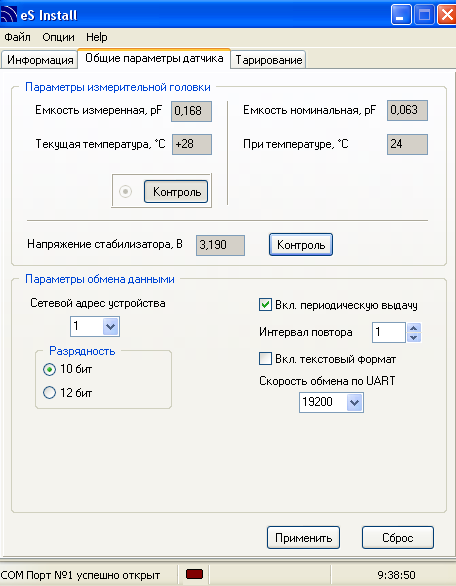 eS Install
Файл Опции Help
Информация Общие параметры датчика Тарирование
Параметры измерительной головки
Емкость измеренная, pF 0,168 Емкость номинальная, pF 0,063
Текущая температура, °C +28 При температуре, °C 24
Контроль
Напряжение стабилизатора, В 3,190 Контроль
Параметры обмена данными
Сетевой адрес устройства
1
Вкл. периодическую выдачу
Интервал повтора 1
Разрядность
10 бит
12 бит
Вкл. текстовый формат
Скорость обмена по UART
19200
Применить Сброс
COM Порт №1 успешно открыт 9:38:50